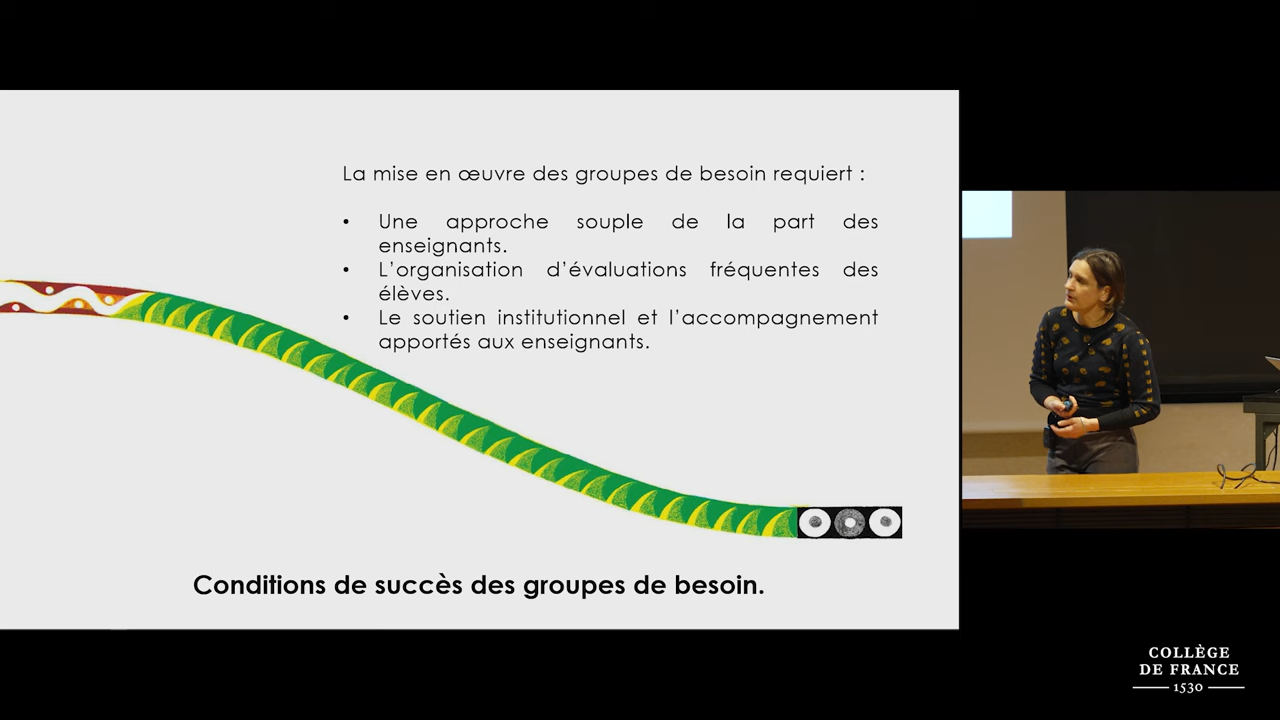 La mise en œuvre des groupes de besoin requiert :
• Une approche souple de la part des
enseignants.
• L'organisation d'évaluations fréquentes des
élèves.
• Le soutien institutionnel et l'accompagnement
apportés aux enseignants.
Conditions de succès des groupes de besoin.
COLLÈGE
DE FRANCE
1530